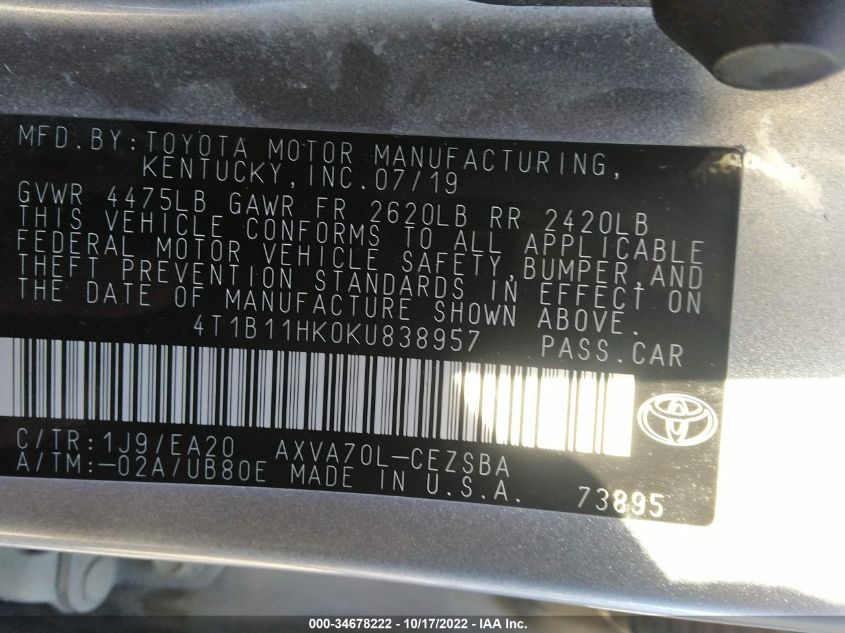 MFD.BY:TOYOTA MOTOR MANUFACTURING,
KENTUCKY,INC.07/19
GVWR 4475LB GAWR FR 2620LB RR 2420LB
THIS VEHICLE CONFORMS TO ALL APPLICABLE
FEDERAL MOTOR VEHICLE SAFETY,BUMPER,AND
THEFT PREVENTION STANDARDS IN EFFECT ON
THE DATE OF MANUFACTURE SHOWN ABOVE.
4T1B11HK0KU838957 PASS.CAR
C/TR:1J9/EA20 AXVA70L-CEZSBA
A/TM:-02A/UB80E MADE IN U.S.A.
73895
000-34678222 - 10/17/2022 - IAA Inc.